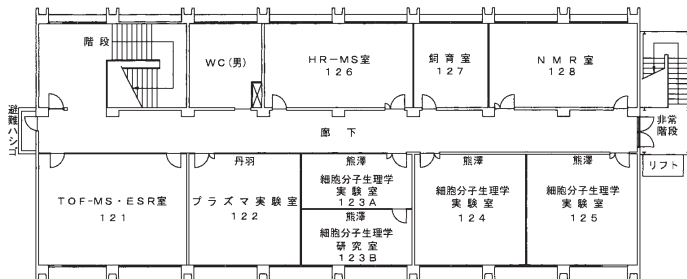 階段
WC(男)
HR－MS室
126
飼育室
127
NMR室
128
避難ハシゴ
廊下
非常
階段
リフト
TOF-MS・ESR室
121
丹羽
プラズマ実験室
122
熊澤
細胞分子生理学
実験室
123A
熊澤
細胞分子生理学
研究室
123B
熊澤
細胞分子生理学
実験室
124
熊澤
細胞分子生理学
実験室
125